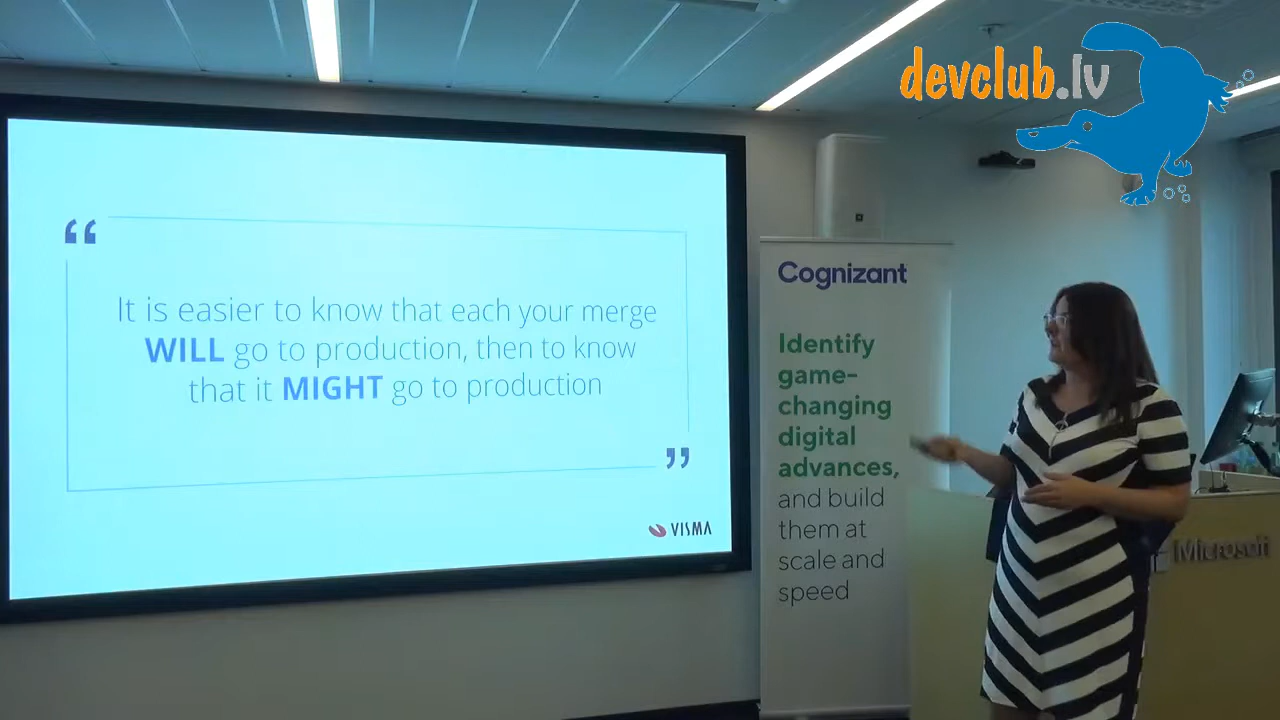 devclub.lv
“
It is easier to know that each your merge
WILL go to production, then to know
that it MIGHT go to production
”
VISMA
Cognizant
Identify
game-
changing
digital
advances,
and build
them at
scale and
speed
Microsoft